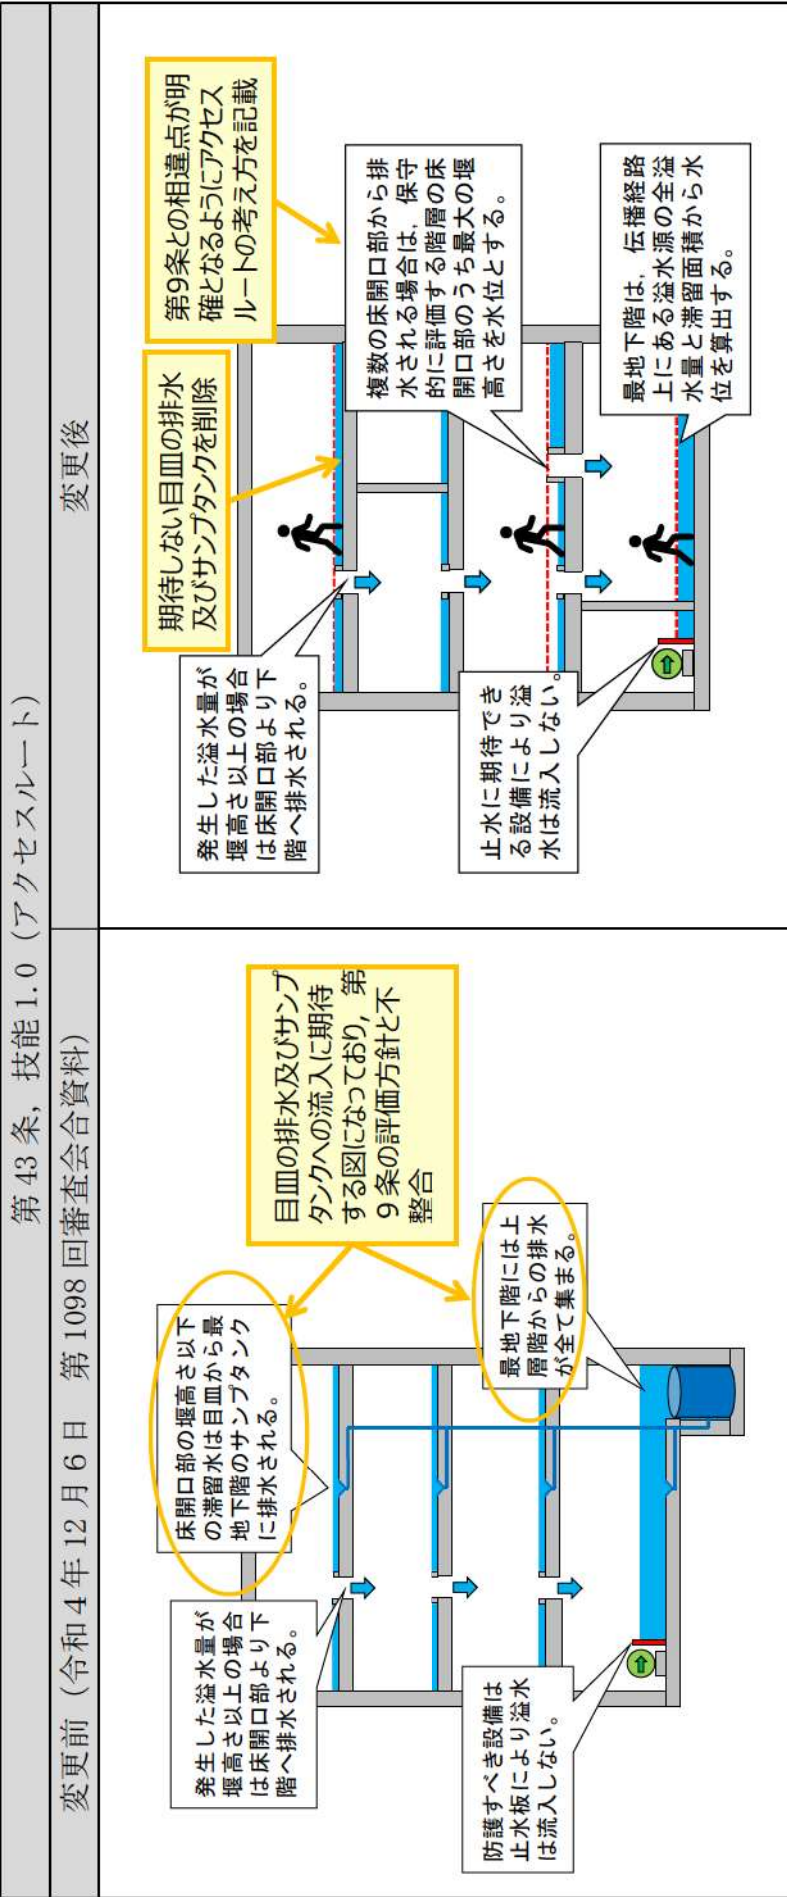 第 43 条，技能 1.0（アクセスルート）
変更前（令和４年 12 月６日　第 1098 回審査会合資料）
変更後
発生した溢水量が
堰高さ以上の場合
は床開口部より下
階へ排水される。
床開口部の堰高さ以下
の滞留水は目皿から最
地下階のサンプタンク
に排水される。
目皿の排水及びサンプ
タンクへの流入に期待
する図になっており，第
９条の評価方針と不
整合
防護すべき設備は
止水板により溢水
は流入しない。
最地下階には上
層階からの排水
が全て集まる。
発生した溢水量が
堰高さ以上の場合
は床開口部より下
階へ排水される。
期待しない目皿の排水
及びサンプタンクを削除
第９条との相違点が明
確となるようにアクセス
ルートの考え方を記載
複数の床開口部から排
水される場合は，保守
的に評価する階層の床
開口部のうち最大の堰
高さを水位とする。
止水に期待でき
る設備により溢
水は流入しない。
最地下階は，伝播経路
上にある溢水源の全溢
水量と滞留面積から水
位を算出する。